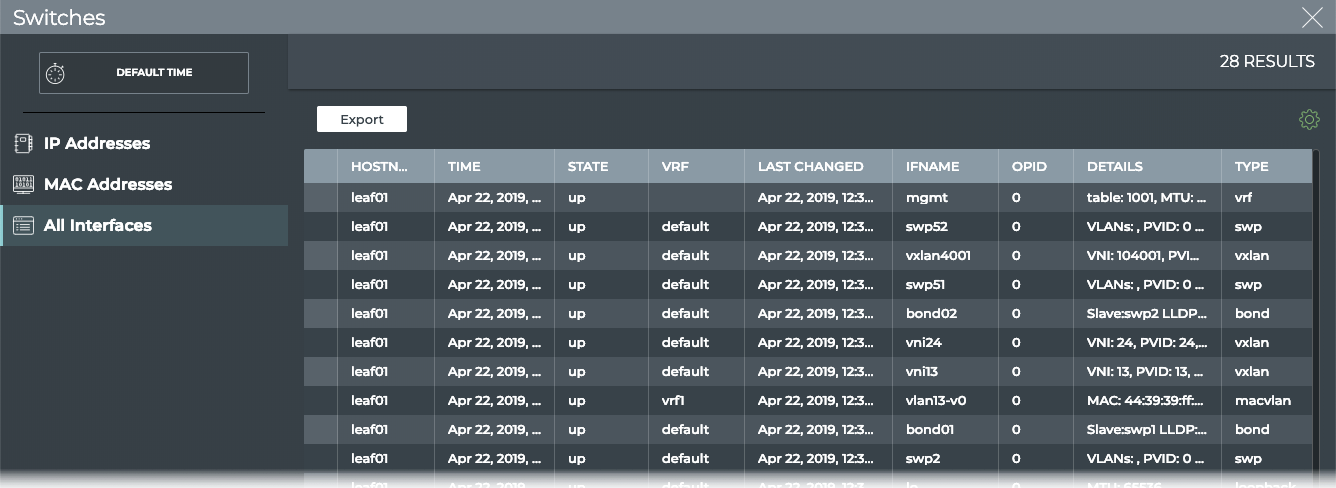 Switches
DEFAULT TIME
28 RESULTS
IP Addresses
MAC Addresses
All Interfaces
Export
HOSTN... TIME STATE VRF LAST CHANGED IFNAME OPID DETAILS TYPE
leaf01 Apr 22, 2019, ... up Apr 22, 2019, 12:3... mgmt 0 table: 1001, MTU: ... vrf
leaf01 Apr 22, 2019, ... up default Apr 22, 2019, 12:3... swp52 0 VLANs: , PVID: 0 ... swp
leaf01 Apr 22, 2019, ... up default Apr 22, 2019, 12:3... vxlan4001 0 VNI: 104001, PVI... vxlan
leaf01 Apr 22, 2019, ... up default Apr 22, 2019, 12:3... swp51 0 VLANs: , PVID: 0 ... swp
leaf01 Apr 22, 2019, ... up default Apr 22, 2019, 12:3... bond02 0 Slave:swp2 LLDP... bond
leaf01 Apr 22, 2019, ... up default Apr 22, 2019, 12:3... vni24 0 VNI: 24, PVID: 24,... vxlan
leaf01 Apr 22, 2019, ... up default Apr 22, 2019, 12:3... vni13 0 VNI: 13, PVID: 13, ... vxlan
leaf01 Apr 22, 2019, ... up vrf1 Apr 22, 2019, 12:3... vlan13-v0 0 MAC: 44:39:39:ff:... macvlan
leaf01 Apr 22, 2019, ... up default Apr 22, 2019, 12:3... bond01 0 Slave:swp1 LLDP:... bond
leaf01 Apr 22, 2019, ... up default Apr 22, 2019, 12:3... swp2 0 VLANs: , PVID: 0 ... swp